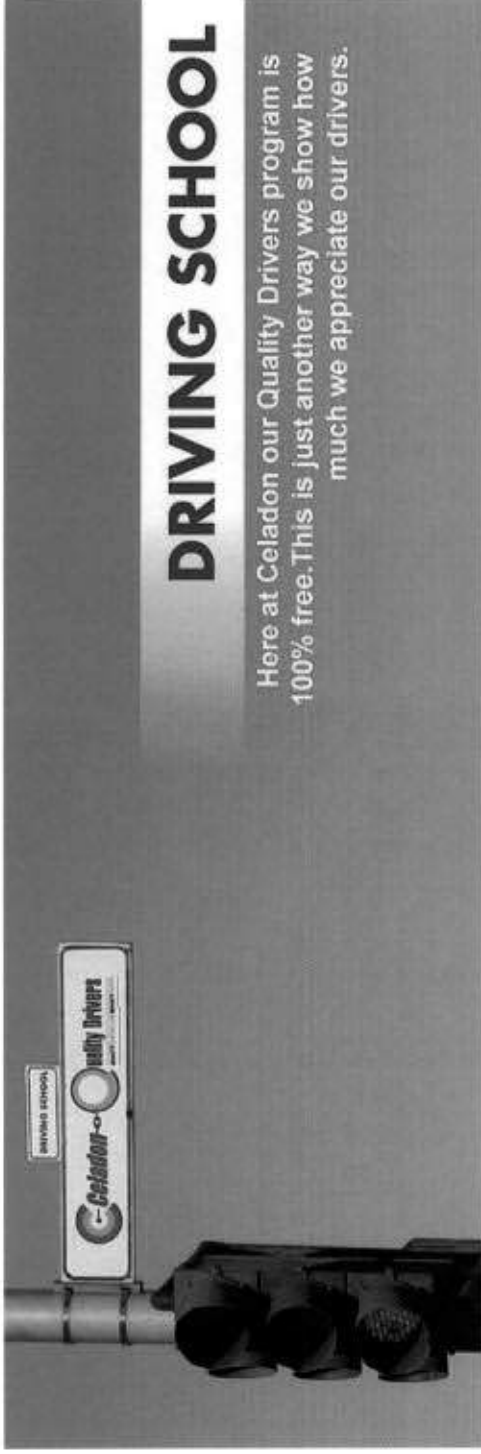 DRIVING SCHOOL
Celadon Quality Drivers
DRIVING SCHOOL
Here at Celadon our Quality Drivers program is
100% free.This is just another way we show how
much we appreciate our drivers.